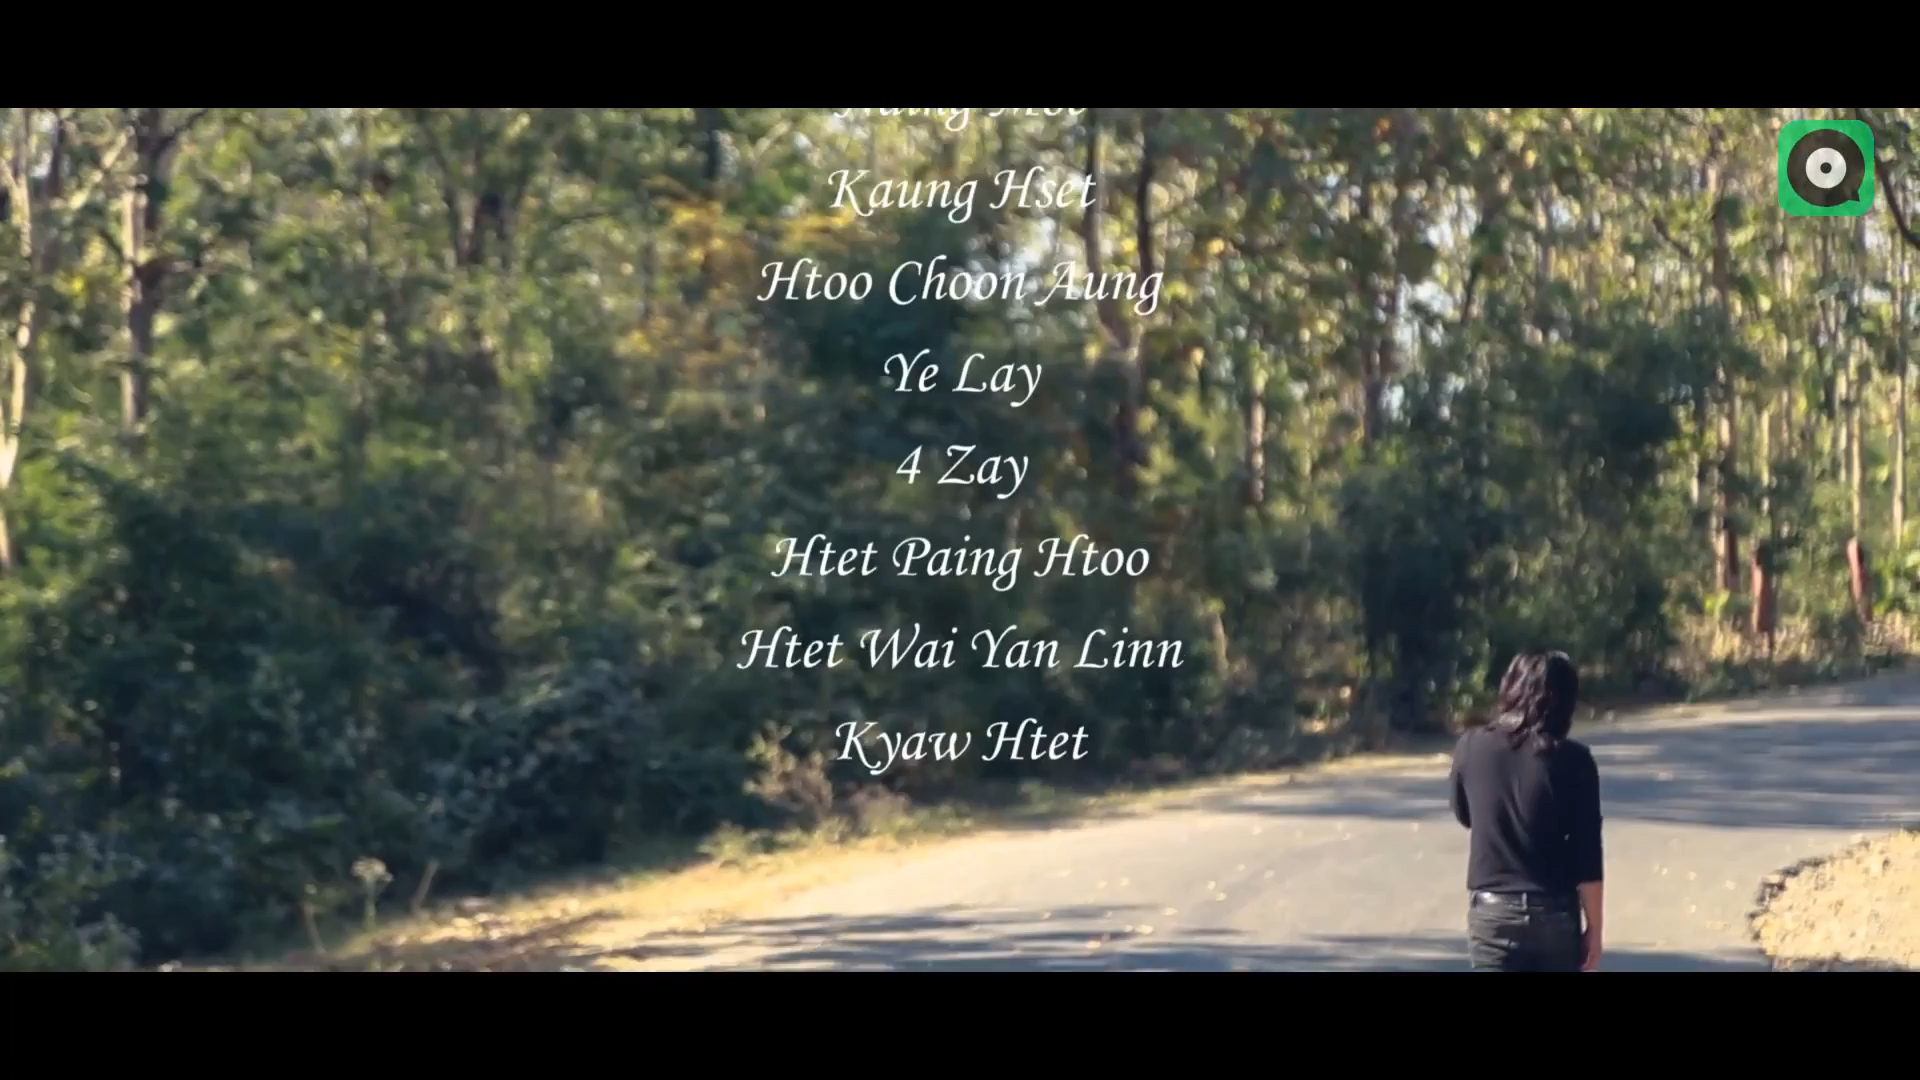 Kaung Hset
Htoo Choon Aung
Ye Lay
4 Zay
Htet Paing Htoo
Htet Wai Yan Linn
Kyaw Htet